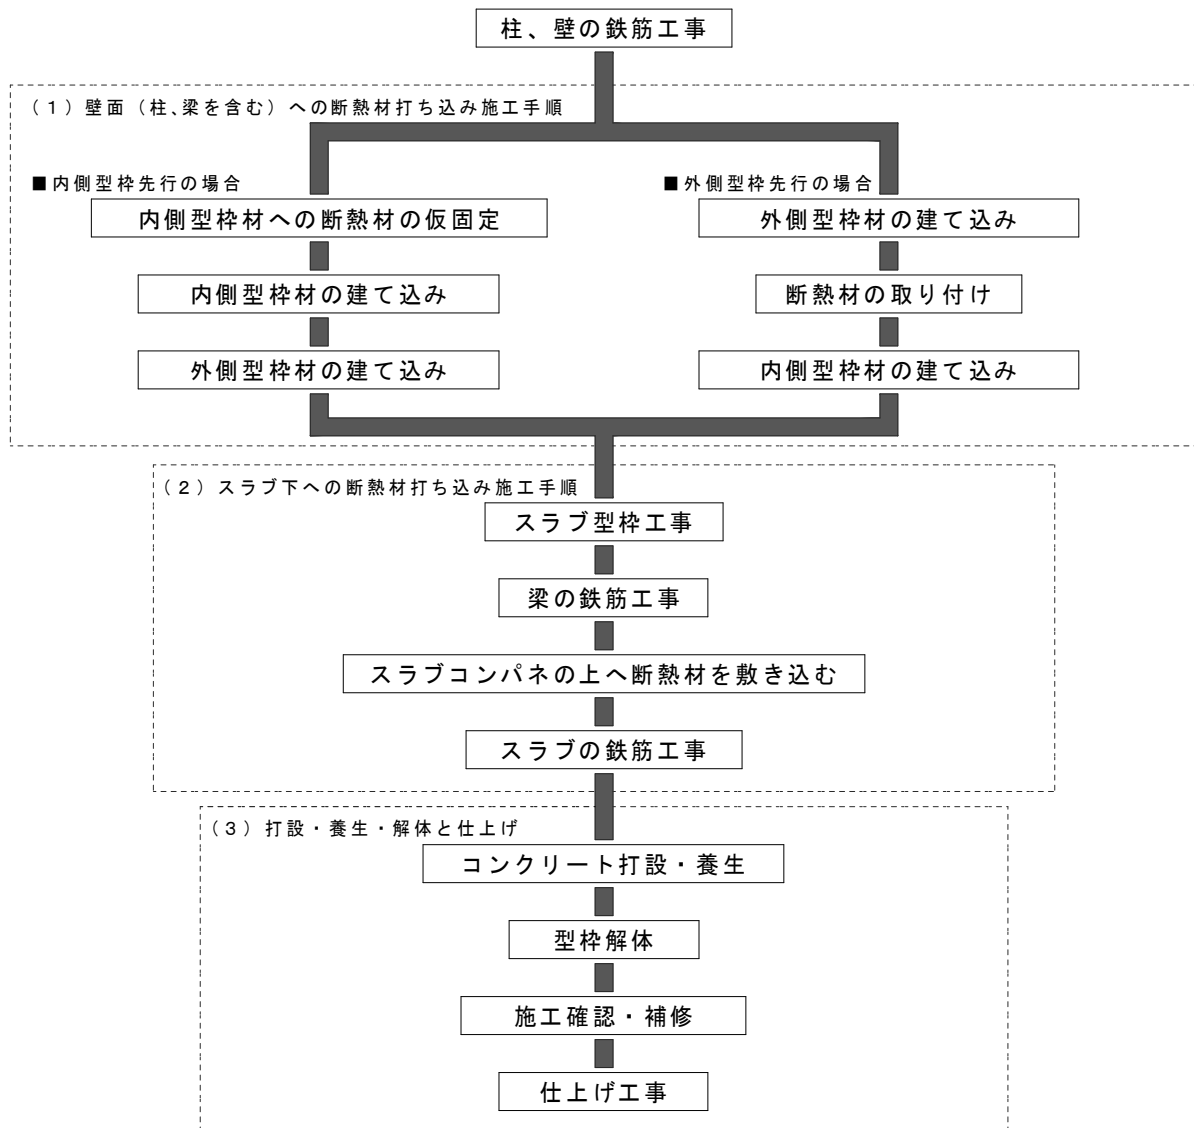 柱、壁の鉄筋工事
（1）壁面（柱、梁を含む）への断熱材打ち込み施工手順
■内側型枠先行の場合
内側型枠材への断熱材の仮固定
内側型枠材の建て込み
外側型枠材の建て込み
■外側型枠先行の場合
外側型枠材の建て込み
断熱材の取り付け
内側型枠材の建て込み
（2）スラブ下への断熱材打ち込み施工手順
スラブ型枠工事
梁の鉄筋工事
スラブコンパネの上へ断熱材を敷き込む
スラブの鉄筋工事
（3）打設・養生・解体と仕上げ
コンクリート打設・養生
型枠解体
施工確認・補修
仕上げ工事